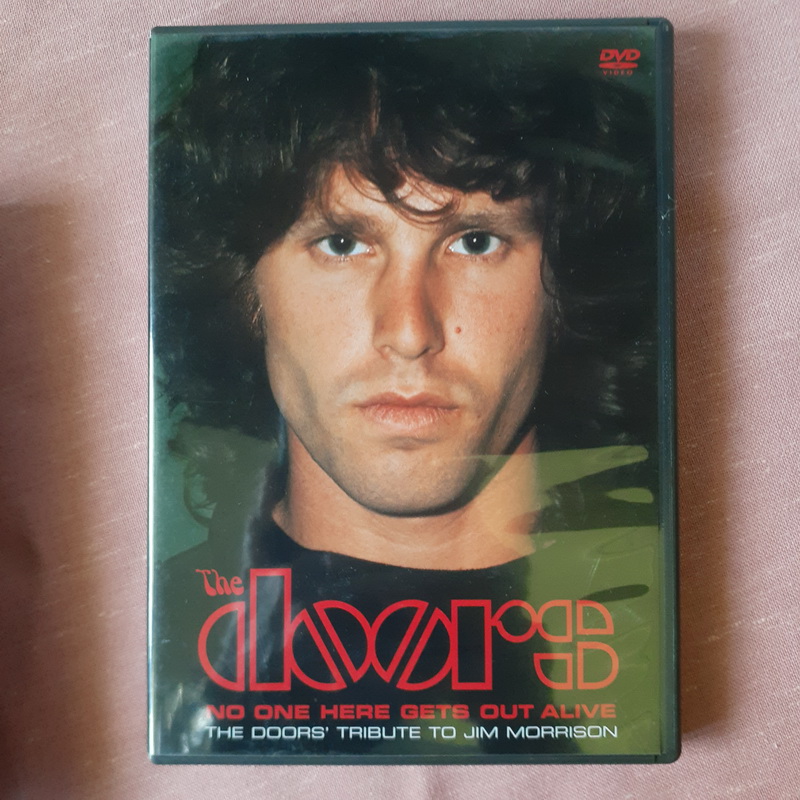 DVD
VIDEO
The
doors
NO ONE HERE GETS OUT ALIVE
THE DOORS' TRIBUTE TO JIM MORRISON